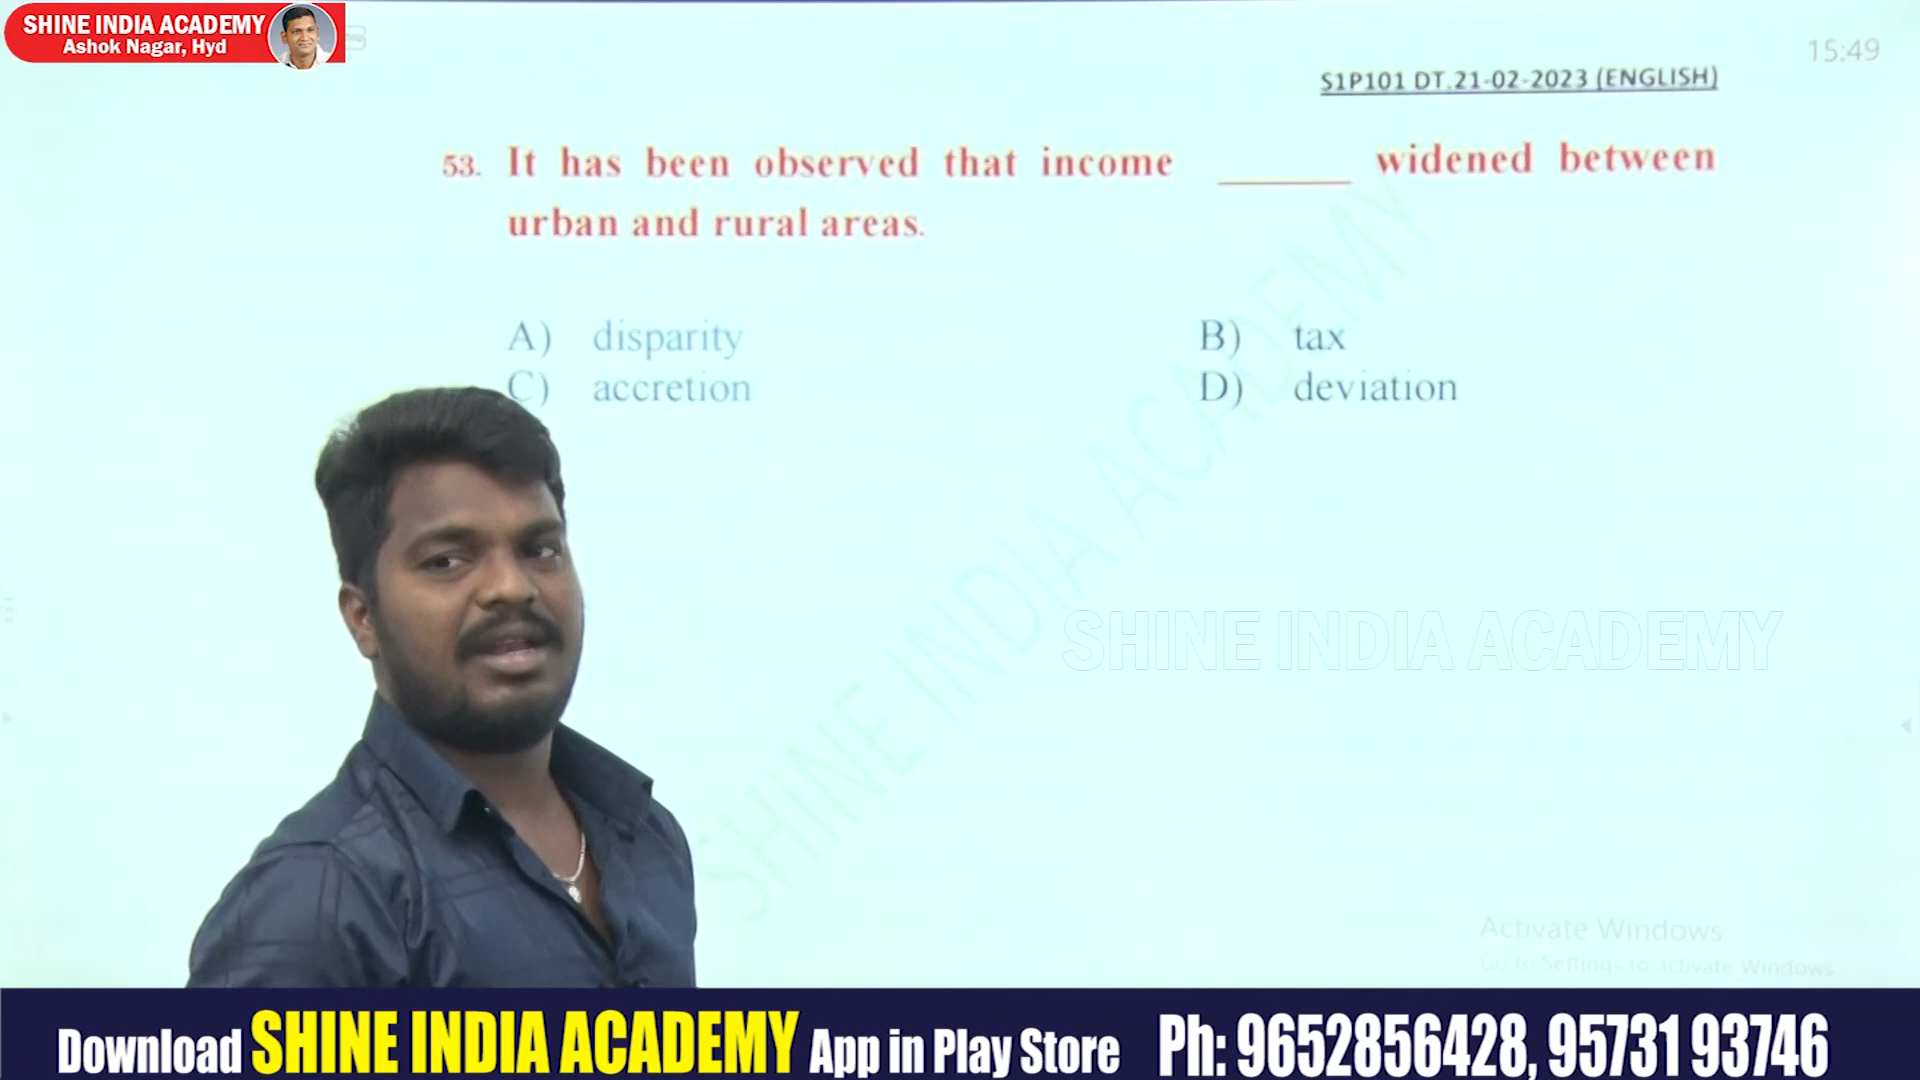 SHINE INDIA ACADEMY
Ashok Nagar, Hyd
15:49
S1P101 DT.21-02-2023 (ENGLISH)
53. It has been observed that income ______ widened between
urban and rural areas.
A) disparity B) tax
C) accretion D) deviation
SHINE INDIA ACADEMY
SHINE INDIA ACADEMY
Activate Windows
Go to Settings to activate Windows.
Download SHINE INDIA ACADEMY App in Play Store Ph: 9652856428, 95731 93746